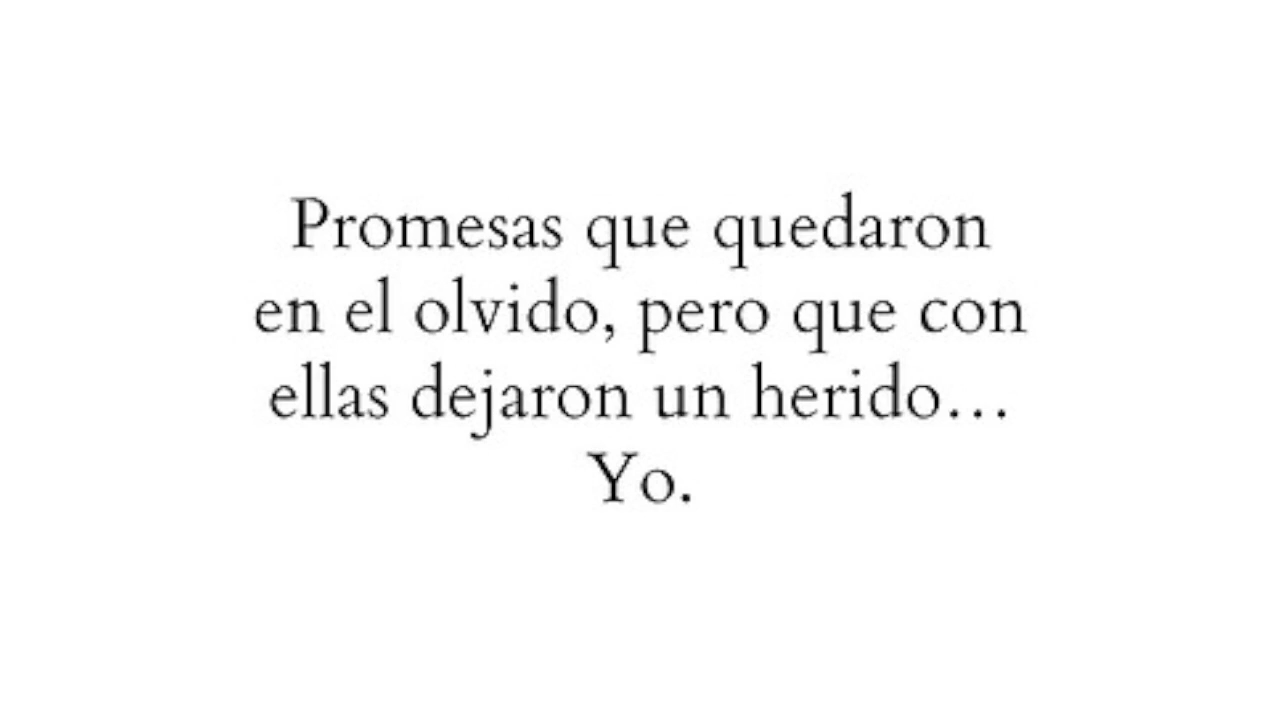 Promesas que quedaron
en el olvido, pero que con
ellas dejaron un herido...
Yo.